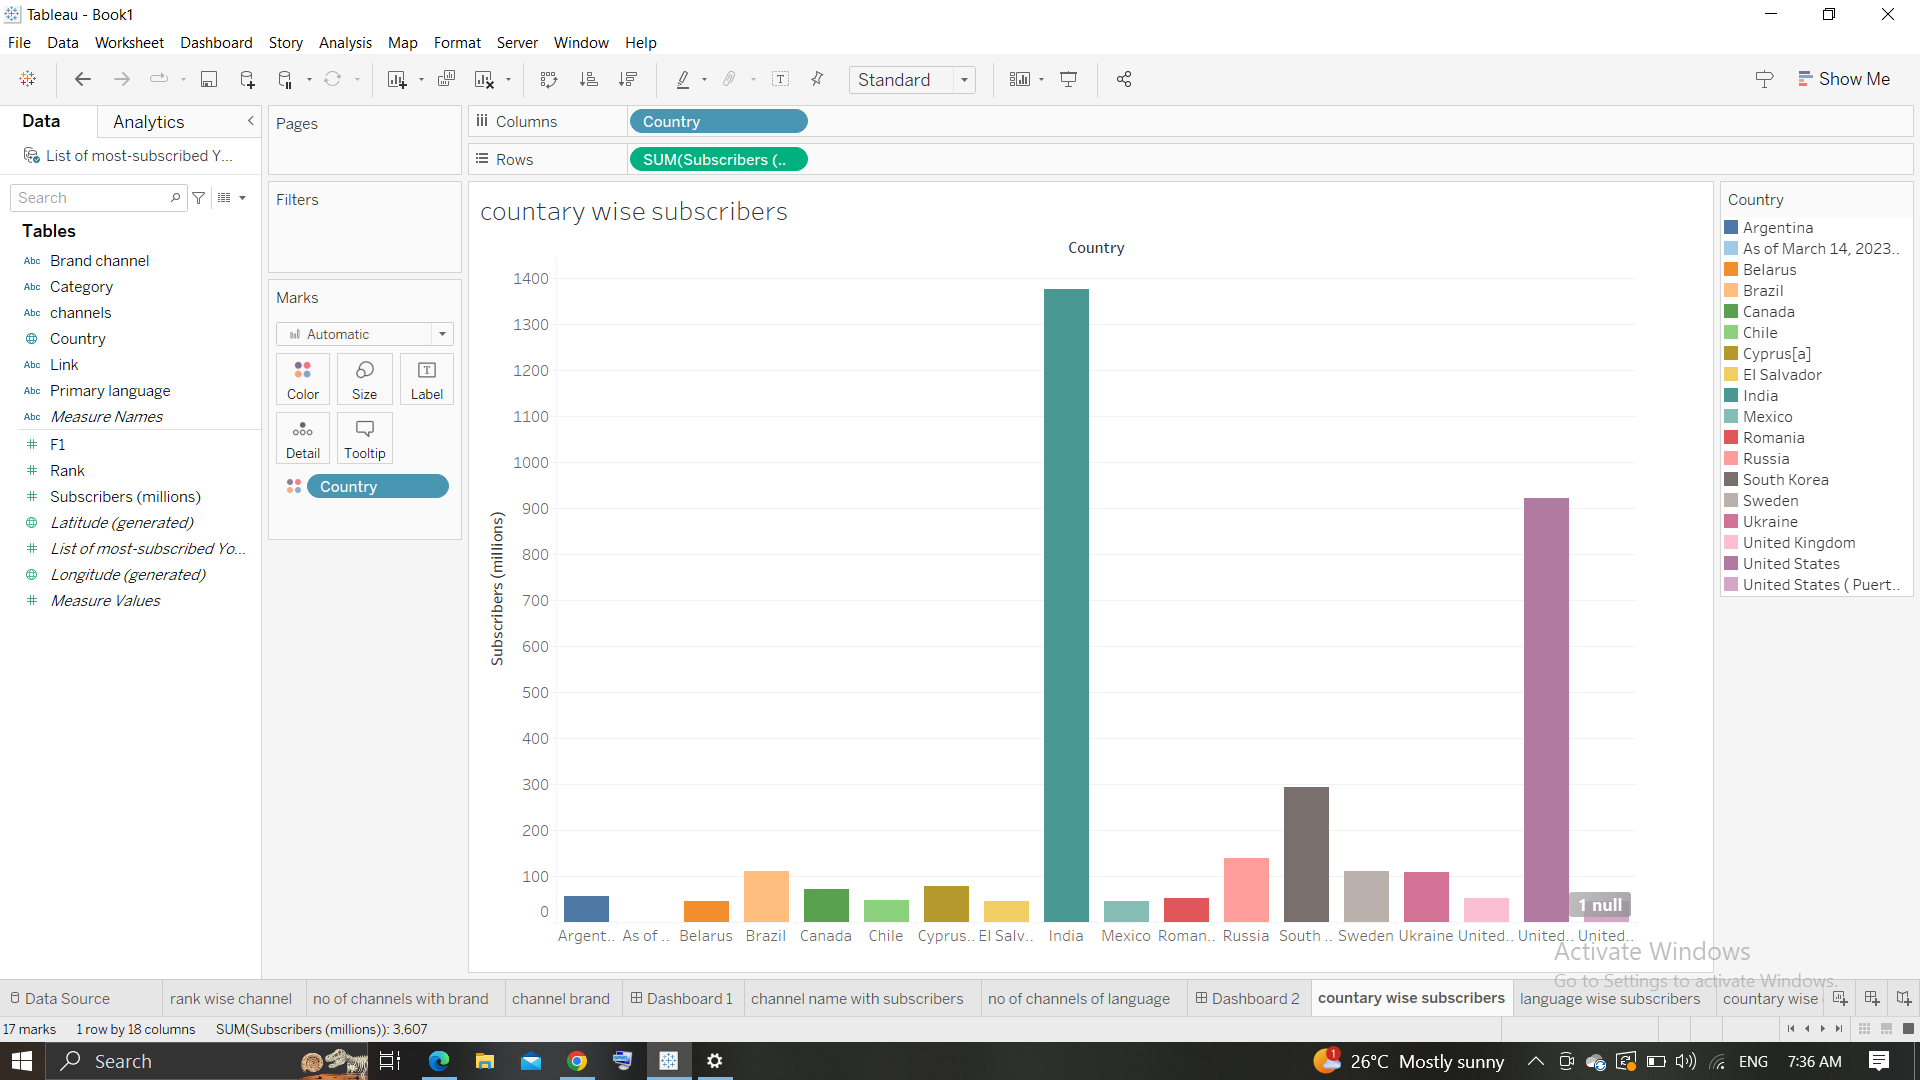 Tableau - Book1
File Data Worksheet Dashboard Story Analysis Map Format Server Window Help
Standard
Show Me
Data
Analytics
Pages
Columns
Country
List of most-subscribed Y...
Rows
SUM(Subscribers (..
Search
Filters
Tables
Abc Brand channel
Abc Category
Abc channels
Country
Abc Link
Abc Primary language
Abc Measure Names
F1
Rank
Subscribers (millions)
Latitude (generated)
List of most-subscribed Yo...
Longitude (generated)
Measure Values
Marks
Automatic
Color
Size
Label
Detail
Tooltip
Country
countary wise subscribers
Country
1400
1300
1200
1100
1000
900
800
700
600
500
400
300
200
100
0
Subscribers (millions)
1 null
Argent.. As of .. Belarus Brazil Canada Chile Cyprus.. El Salv.. India Mexico Roman.. Russia South .. Sweden Ukraine United.. United.. United..
Country
Argentina
As of March 14, 2023..
Belarus
Brazil
Canada
Chile
Cyprus[a]
El Salvador
India
Mexico
Romania
Russia
South Korea
Sweden
Ukraine
United Kingdom
United States
United States ( Puert..
Activate Windows
Go to Settings to activate Windows.
Data Source
rank wise channel
no of channels with brand
channel brand
Dashboard 1
channel name with subscribers
no of channels of language
Dashboard 2
countary wise subscribers
language wise subscribers
countary wise
17 marks 1 row by 18 columns SUM(Subscribers (millions)): 3,607
Search
1
26°C Mostly sunny
ENG
7:36 AM